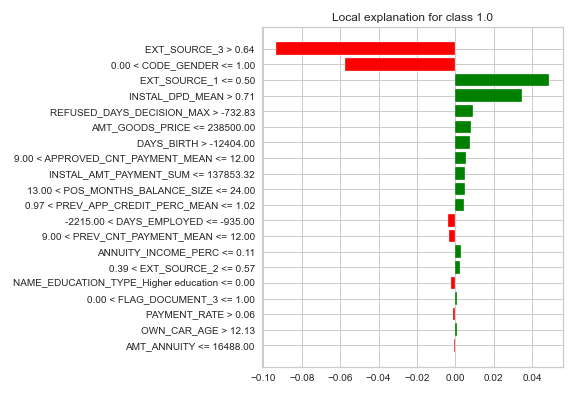 Local explanation for class 1.0
EXT_SOURCE_3 > 0.64
0.00 < CODE_GENDER <= 1.00
EXT_SOURCE_1 <= 0.50
INSTAL_DPD_MEAN > 0.71
REFUSED_DAYS_DECISION_MAX > -732.83
AMT_GOODS_PRICE <= 238500.00
DAYS_BIRTH > -12404.00
9.00 < APPROVED_CNT_PAYMENT_MEAN <= 12.00
INSTAL_AMT_PAYMENT_SUM <= 137853.32
13.00 < POS_MONTHS_BALANCE_SIZE <= 24.00
0.97 < PREV_APP_CREDIT_PERC_MEAN <= 1.02
-2215.00 < DAYS_EMPLOYED <= -935.00
9.00 < PREV_CNT_PAYMENT_MEAN <= 12.00
ANNUITY_INCOME_PERC <= 0.11
0.39 < EXT_SOURCE_2 <= 0.57
NAME_EDUCATION_TYPE_Higher education <= 0.00
0.00 < FLAG_DOCUMENT_3 <= 1.00
PAYMENT_RATE > 0.06
OWN_CAR_AGE > 12.13
AMT_ANNUITY <= 16488.00
−0.10 −0.08 −0.06 −0.04 −0.02 0.00 0.02 0.04